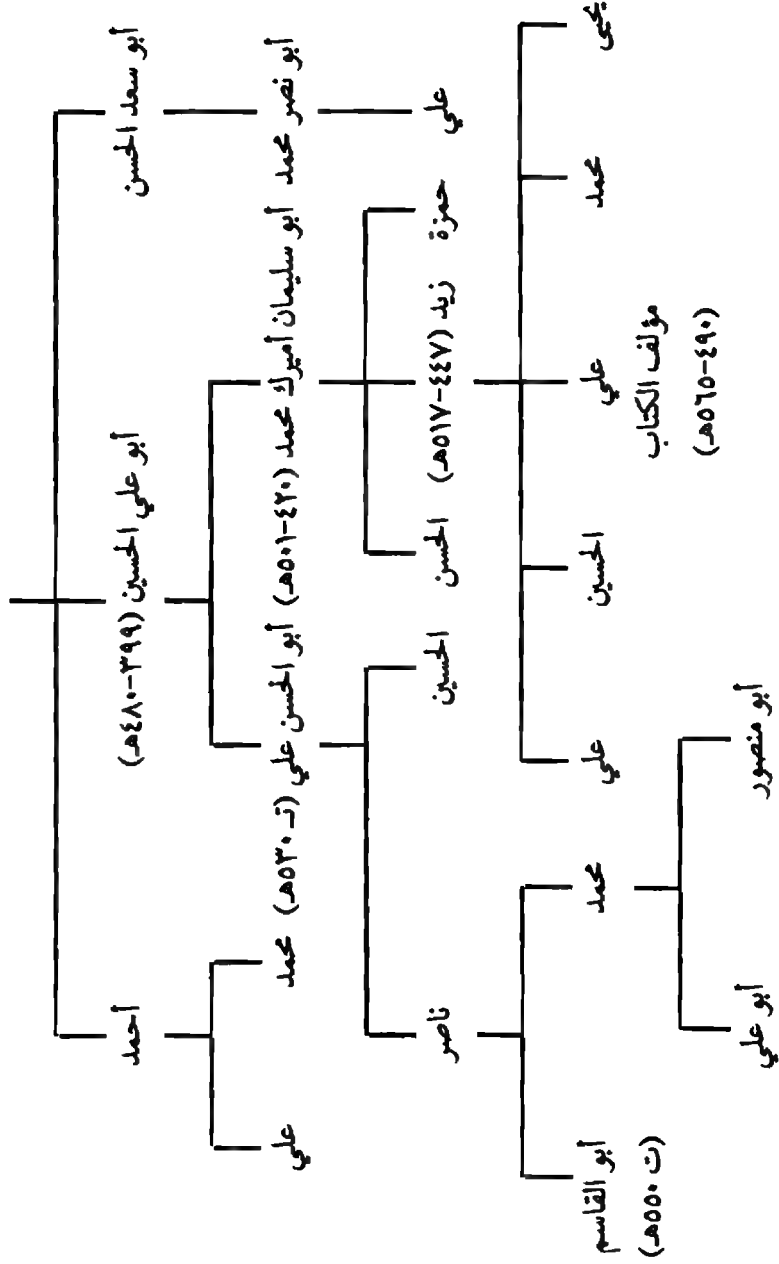 أبو سعد الحسن
أبو علي الحسين (٣٩٩-٤٨٠هـ)
أحمد
أبو نصر محمد
أبو سليمان أميرك محمد (٤٢٠-٥٠١هـ)
أبو الحسن علي (تـ ٥٣٠هـ)
محمد
علي
علي
حمزة
زيد (٤٤٧-٥١٧هـ)
الحسن
الحسين
ناصر
يحيى
محمد
علي
مؤلف الكتاب
(٤٩٠-٥٦٥هـ)
الحسين
علي
محمد
أبو القاسم
(ت ٥٥٠هـ)
أبو منصور
أبو علي